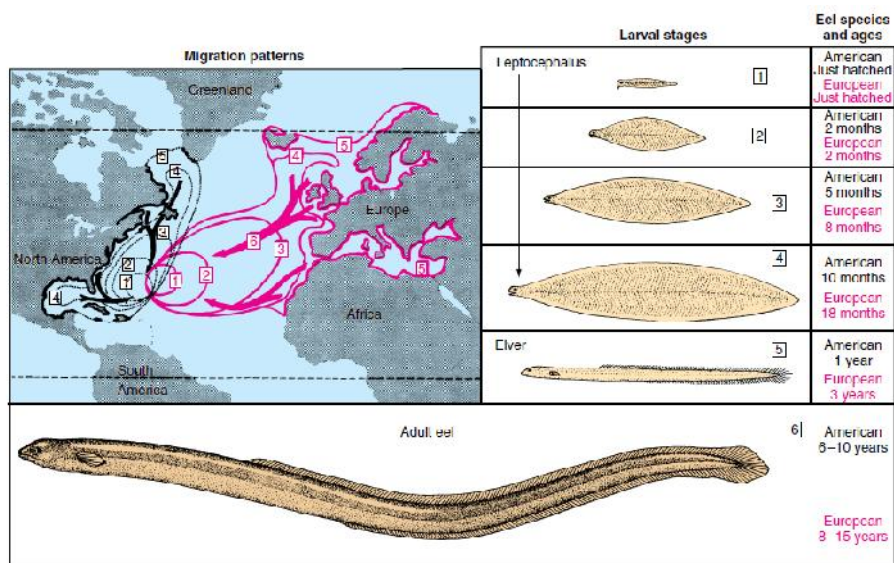 Migration patterns
Greenland
5
4
3
North America
2
1
4
5
4
6
3
2
1
5
Europe
Africa
South
America
Larval stages
Leptocephalus
1
2
3
4
Elver
5
Eel species
and ages
American
Just hatched
European
Just hatched
American
2 months
European
2 months
American
5 months
European
8 months
American
10 months
European
18 months
American
1 year
European
3 years
Adult eel
6
American
6–10 years
European
8–15 years